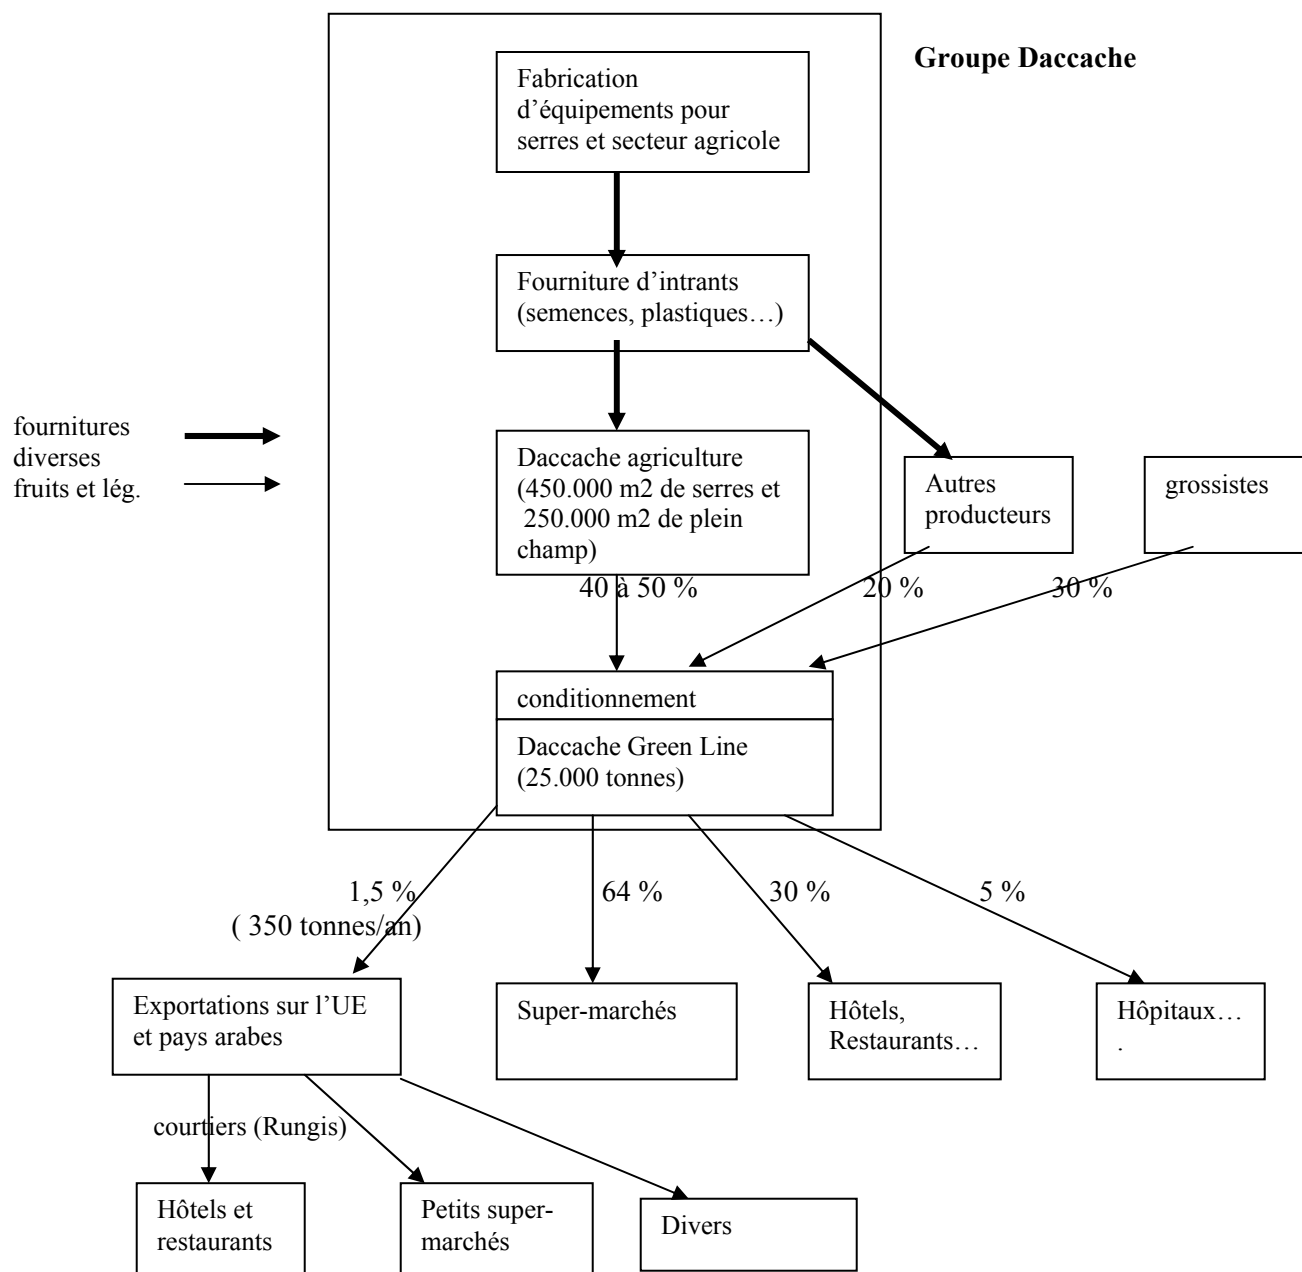 Groupe Daccache
Fabrication
d’équipements pour
serres et secteur agricole
Fourniture d’intrants
(semences, plastiques…)
fournitures
diverses
fruits et lég.
Daccache agriculture
(450.000 m2 de serres et
250.000 m2 de plein
champ)
Autres
producteurs
grossistes
40 à 50 %
20 %
30 %
conditionnement
Daccache Green Line
(25.000 tonnes)
1,5 %
( 350 tonnes/an)
64 %
30 %
5 %
Exportations sur l’UE
et pays arabes
Super-marchés
Hôtels,
Restaurants…
Hôpitaux…
.
courtiers (Rungis)
Hôtels et
restaurants
Petits super-
marchés
Divers